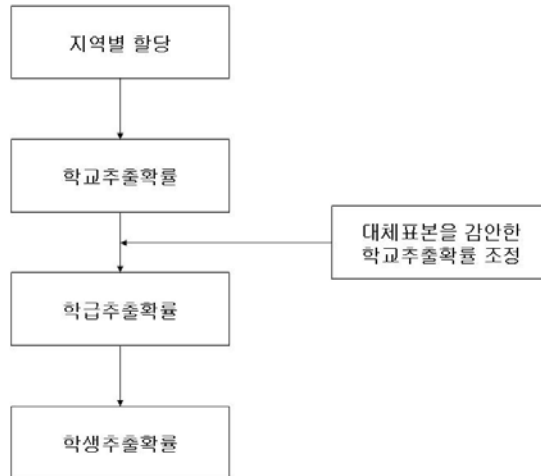 지역별 할당
학교추출확률
대체표본을 감안한
학교추출확률 조정
학급추출확률
학생추출확률